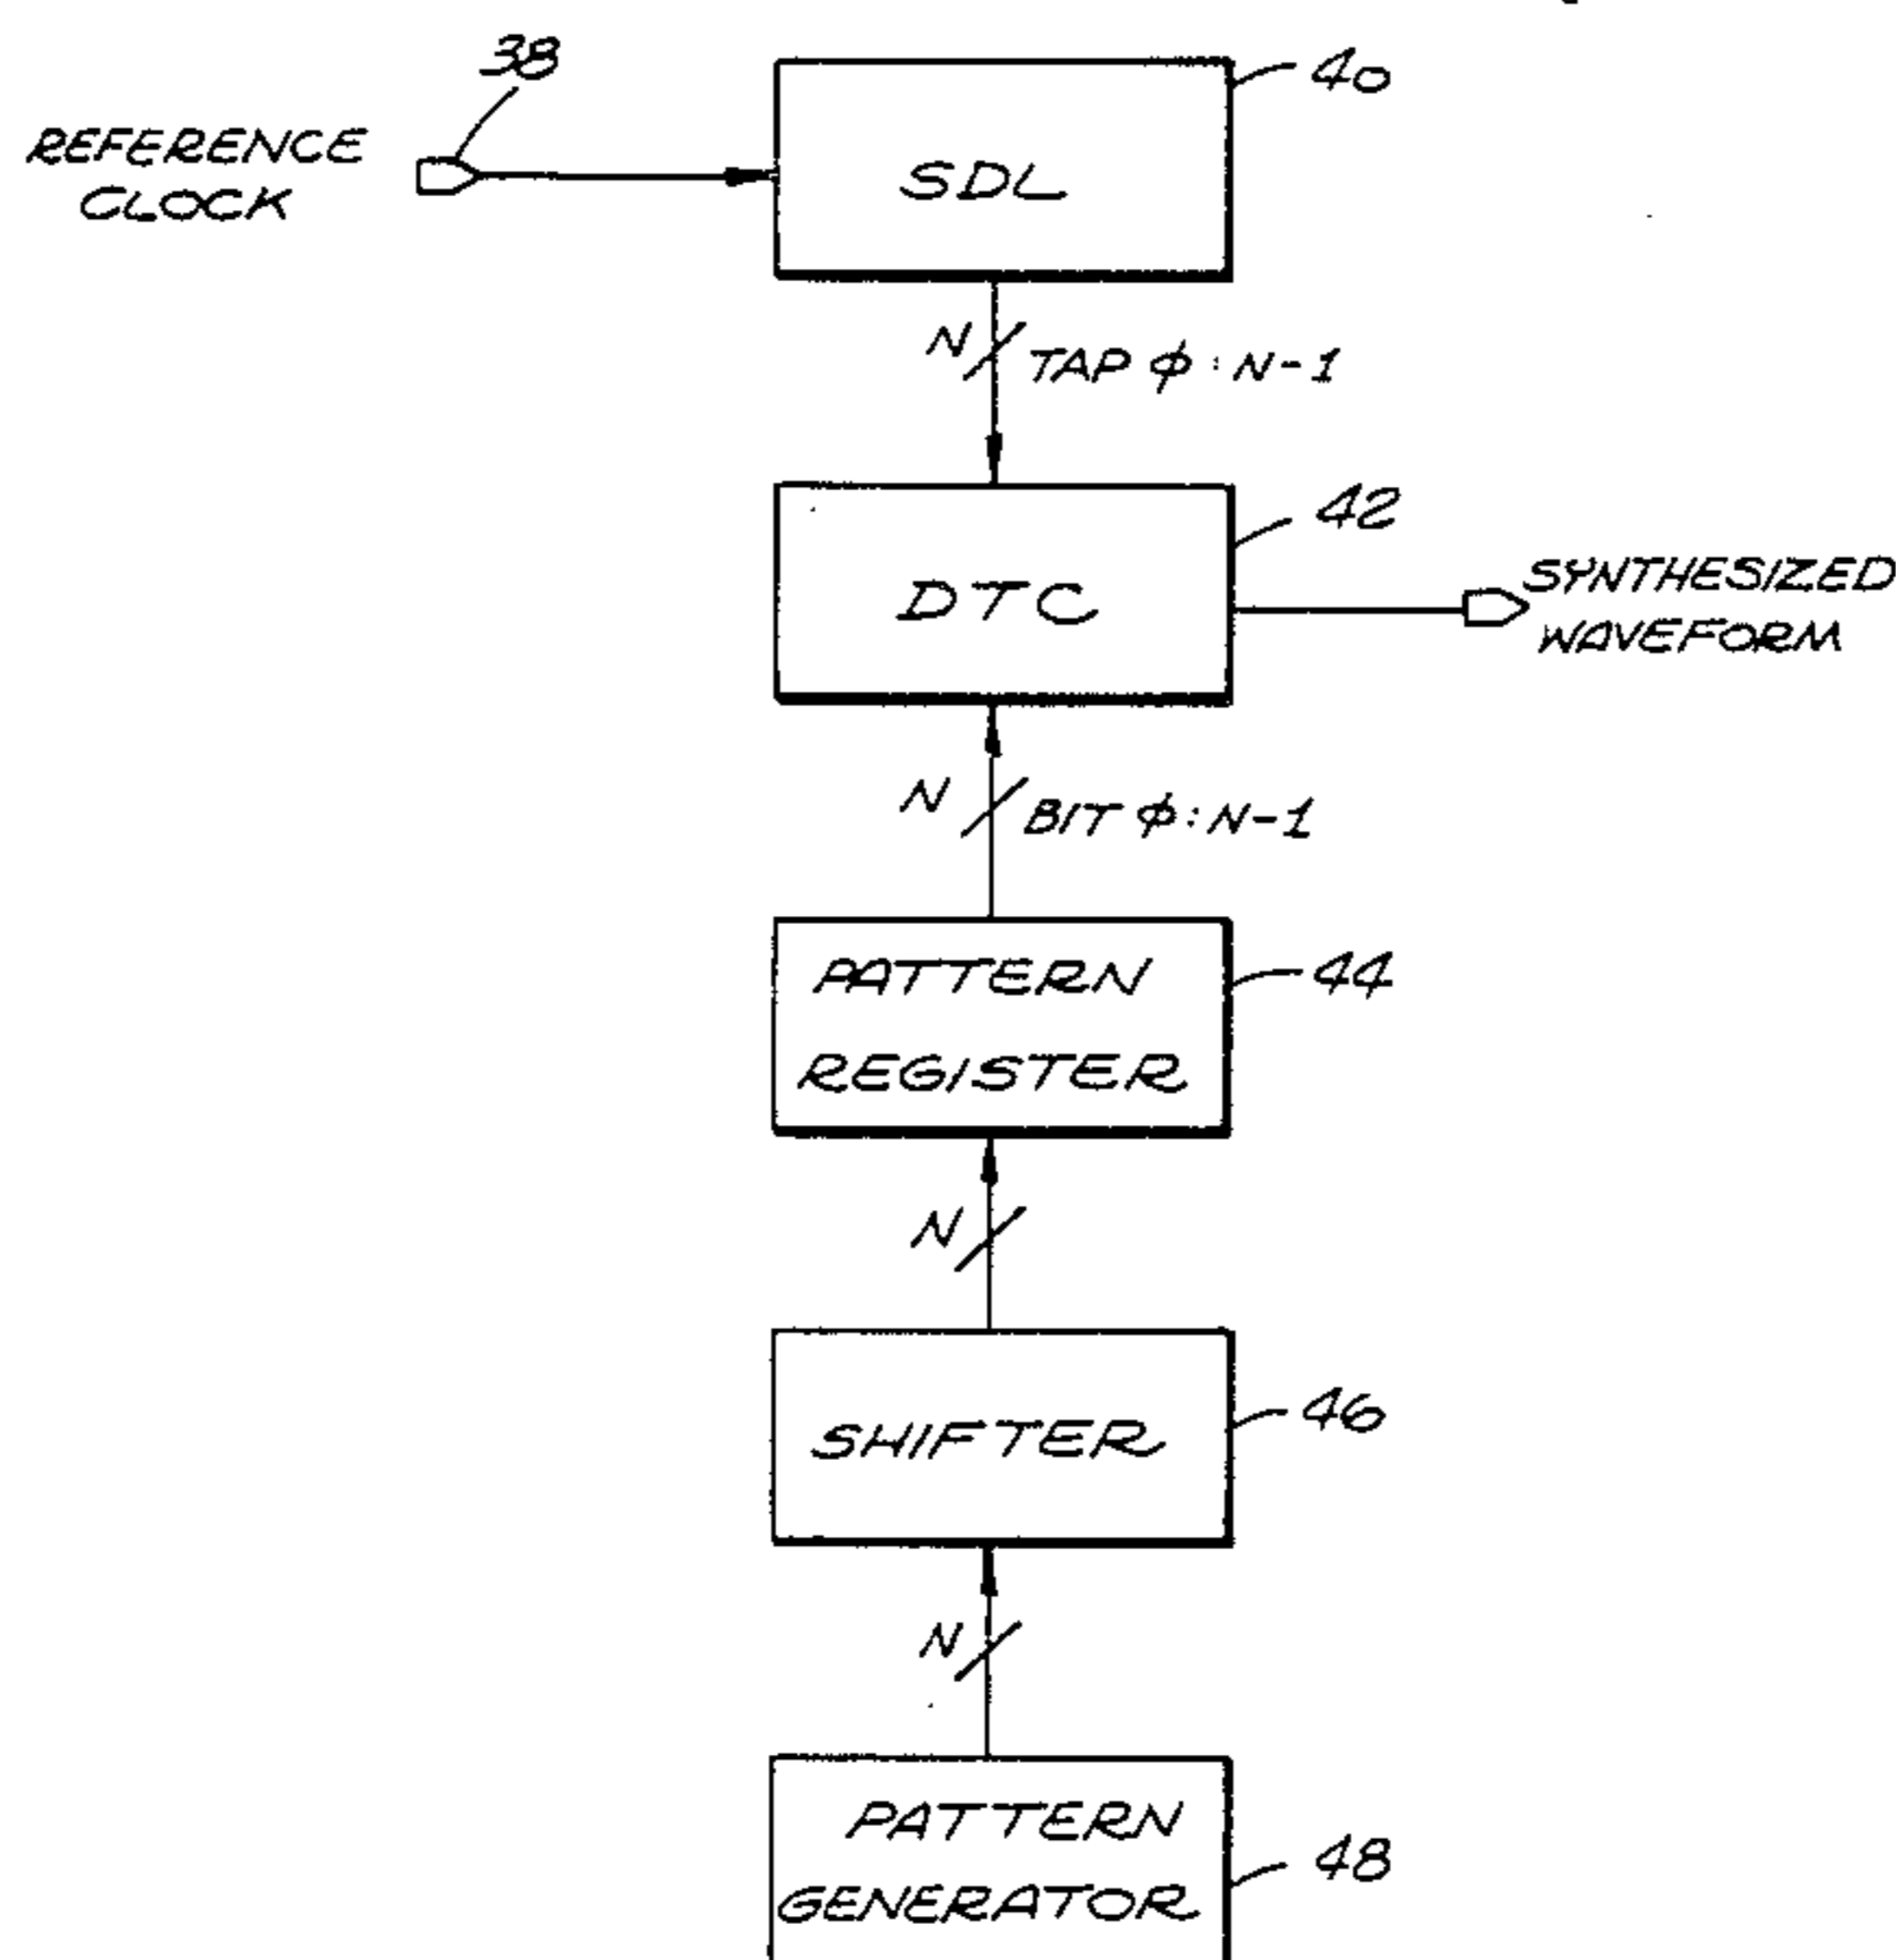 38
40
REFERENCE
CLOCK
SDL
N
TAP ϕ:N-1
42
DTC
SYNTHESIZED
WAVEFORM
N
BIT ϕ:N-1
PATTERN
REGISTER
44
N
SHIFTER
46
N
PATTERN
GENERATOR
48